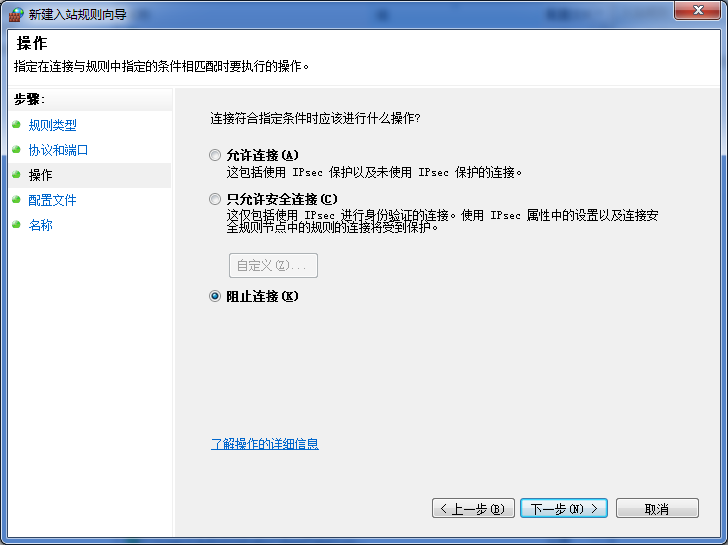 新建入站规则向导
操作
指定在连接与规则中指定的条件相匹配时要执行的操作。
步骤:
规则类型
协议和端口
操作
配置文件
名称
连接符合指定条件时应该进行什么操作?
允许连接(A)
这包括使用 IPsec 保护以及未使用 IPsec 保护的连接。
只允许安全连接(C)
这仅包括使用 IPsec 进行身份验证的连接。使用 IPsec 属性中的设置以及连接安
全规则节点中的规则的连接将受到保护。
自定义(Z)...
阻止连接(K)
了解操作的详细信息
< 上一步(B)
下一步(N) >
取消